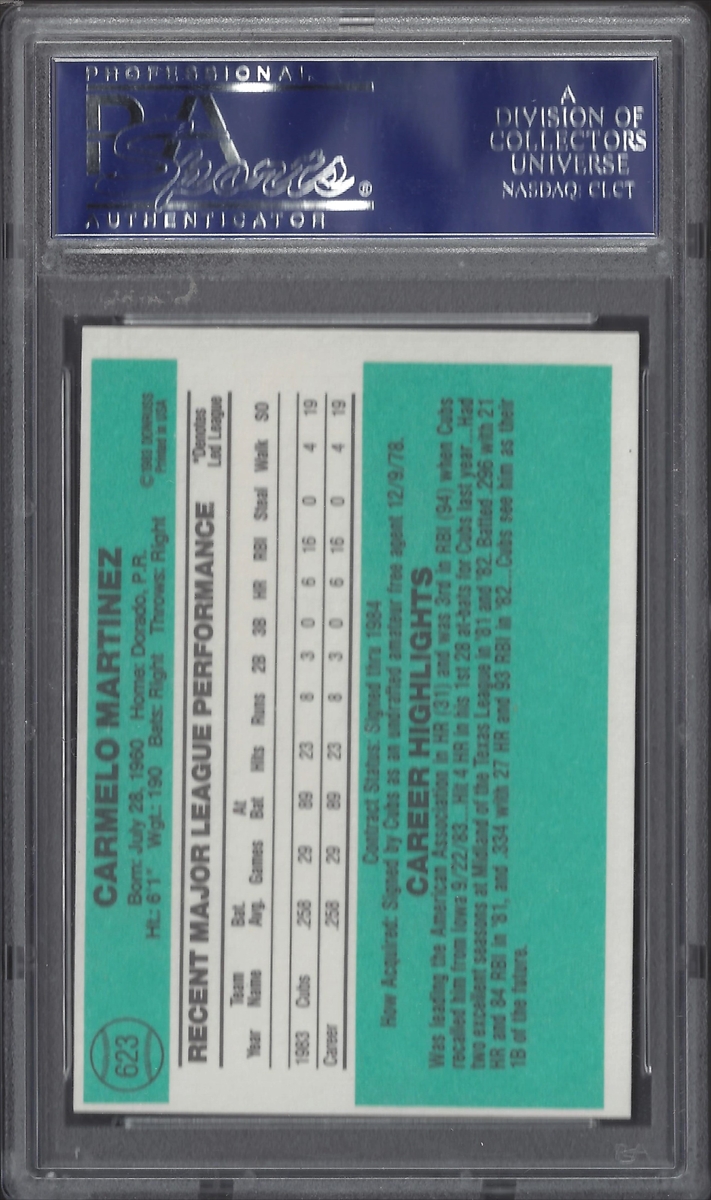 PROFESSIONAL
PSA
Sports®
AUTHENTICATOR
A
DIVISION OF
COLLECTORS
UNIVERSE
NASDAQ: CLCT
623
CARMELO MARTINEZ
Born: July 28, 1960 Home: Dorado, P.R.
Ht.: 6'1" Wgt.: 190 Bats: Right Throws: Right
©1983 DONRUSS
Printed in USA
RECENT MAJOR LEAGUE PERFORMANCE
*Denotes
Led League
Year Team Name Bat. Avg. Games At Bat Hits Runs 2B 3B HR RBI Steal Walk SO
1983 Cubs .258 29 89 23 8 3 0 6 16 0 4 19
Career .258 29 89 23 8 3 0 6 16 0 4 19
Contract Status: Signed thru 1984
How Acquired: Signed by Cubs as an undrafted amateur free agent 12/9/78.
CAREER HIGHLIGHTS
Was leading the American Association in HR (31) and was 3rd in RBI (94) when Cubs
recalled him from Iowa 9/22/83...Hit 4 HR in his 1st 28 at-bats for Cubs last year...Had
two excellent seasons at Midland of the Texas League in '81 and '82. Batted .296 with 21
HR and 84 RBI in '81, and .334 with 27 HR and 93 RBI in '82...Cubs see him as their
1B of the future.
PSA